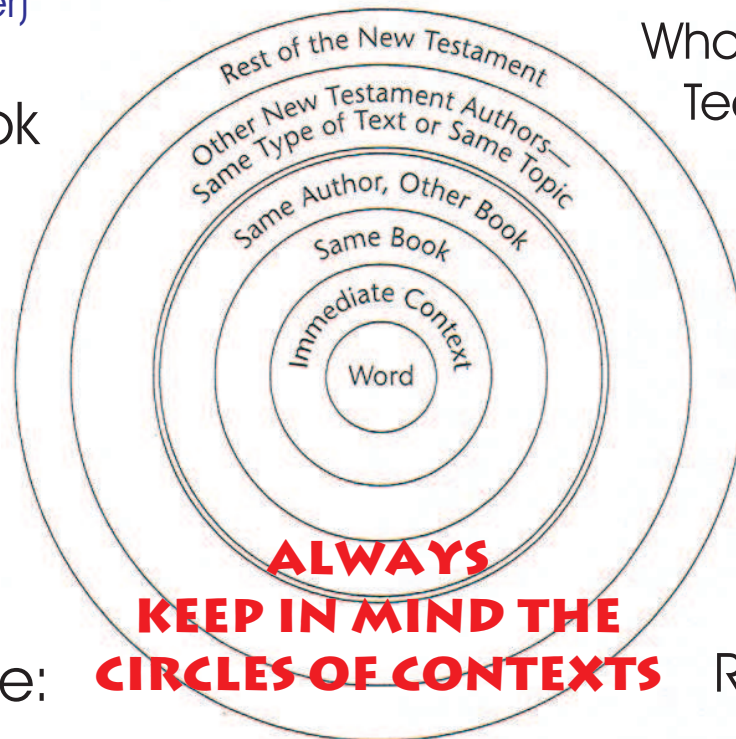 Rest of the New Testament
Other New Testament Authors—
Same Type of Text or Same Topic
Same Author, Other Book
Same Book
Immediate Context
Word
ALWAYS
KEEP IN MIND THE
CIRCLES OF CONTEXTS